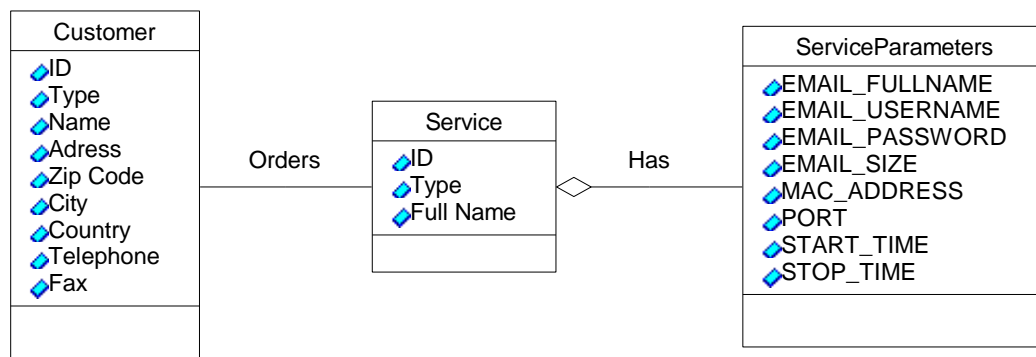 Customer
ID
Type
Name
Adress
Zip Code
City
Country
Telephone
Fax
Orders
Service
ID
Type
Full Name
Has
ServiceParameters
EMAIL_FULLNAME
EMAIL_USERNAME
EMAIL_PASSWORD
EMAIL_SIZE
MAC_ADDRESS
PORT
START_TIME
STOP_TIME